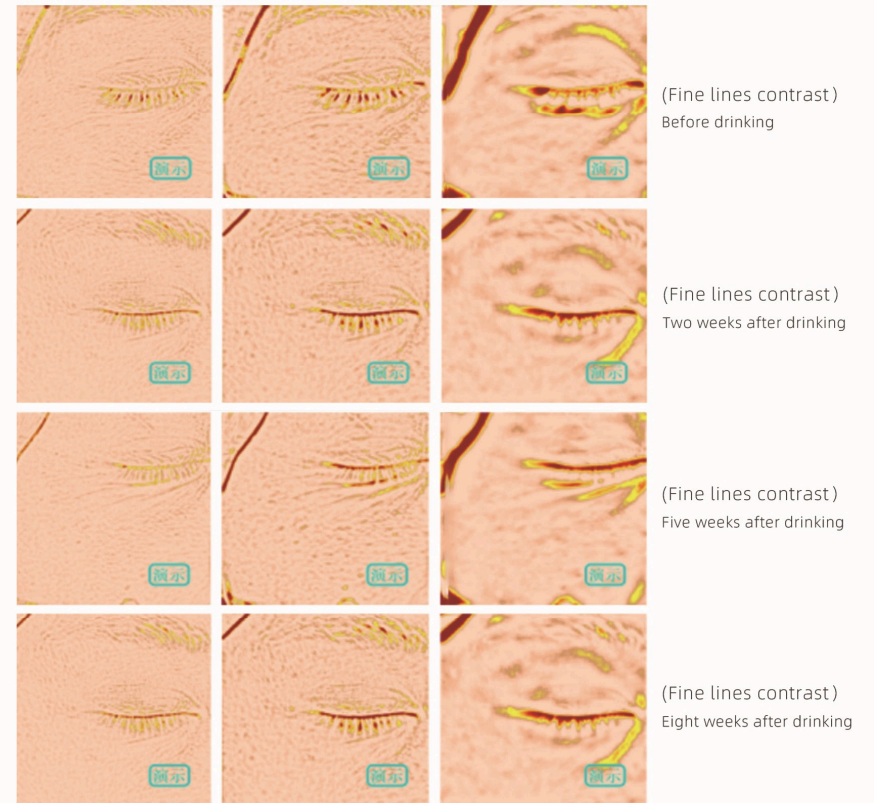 (Fine lines contrast)
Before drinking
演示
演示
演示
(Fine lines contrast)
Two weeks after drinking
演示
演示
演示
(Fine lines contrast)
Five weeks after drinking
演示
演示
演示
(Fine lines contrast)
Eight weeks after drinking
演示
演示
演示